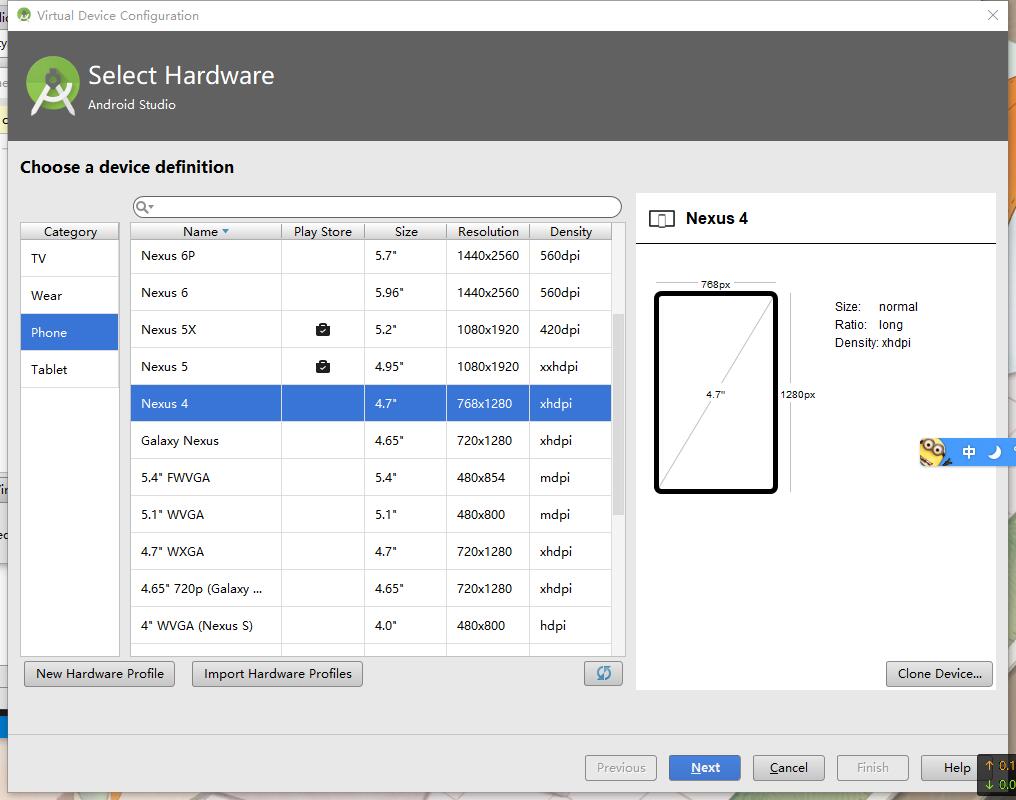 Virtual Device Configuration
Select Hardware
Android Studio
Choose a device definition
Category
TV
Wear
Phone
Tablet
Name Play Store Size Resolution Density
Nexus 6P 5.7" 1440x2560 560dpi
Nexus 6 5.96" 1440x2560 560dpi
Nexus 5X 5.2" 1080x1920 420dpi
Nexus 5 4.95" 1080x1920 xxhdpi
Nexus 4 4.7" 768x1280 xhdpi
Galaxy Nexus 4.65" 720x1280 xhdpi
5.4" FWVGA 5.4" 480x854 mdpi
5.1" WVGA 5.1" 480x800 mdpi
4.7" WXGA 4.7" 720x1280 xhdpi
4.65" 720p (Galaxy ... 4.65" 720x1280 xhdpi
4" WVGA (Nexus S) 4.0" 480x800 hdpi
New Hardware Profile Import Hardware Profiles
Nexus 4
768px
4.7"
1280px
Size: normal
Ratio: long
Density: xhdpi
中
Clone Device...
Previous Next Cancel Finish Help